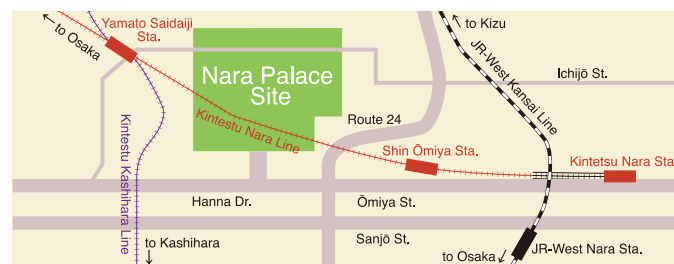 Yamato Saidaiji
Sta.
to Osaka
to Kizu
Nara Palace
Site
Ichijō St.
JR-West Kansai Line
Route 24
Kintestu Nara Line
Kintestu Kashihara Line
Shin Ōmiya Sta.
Kintetsu Nara Sta
Hanna Dr.
Ōmiya St.
Sanjō St.
to Kashihara
to Osaka
JR-West Nara Sta.